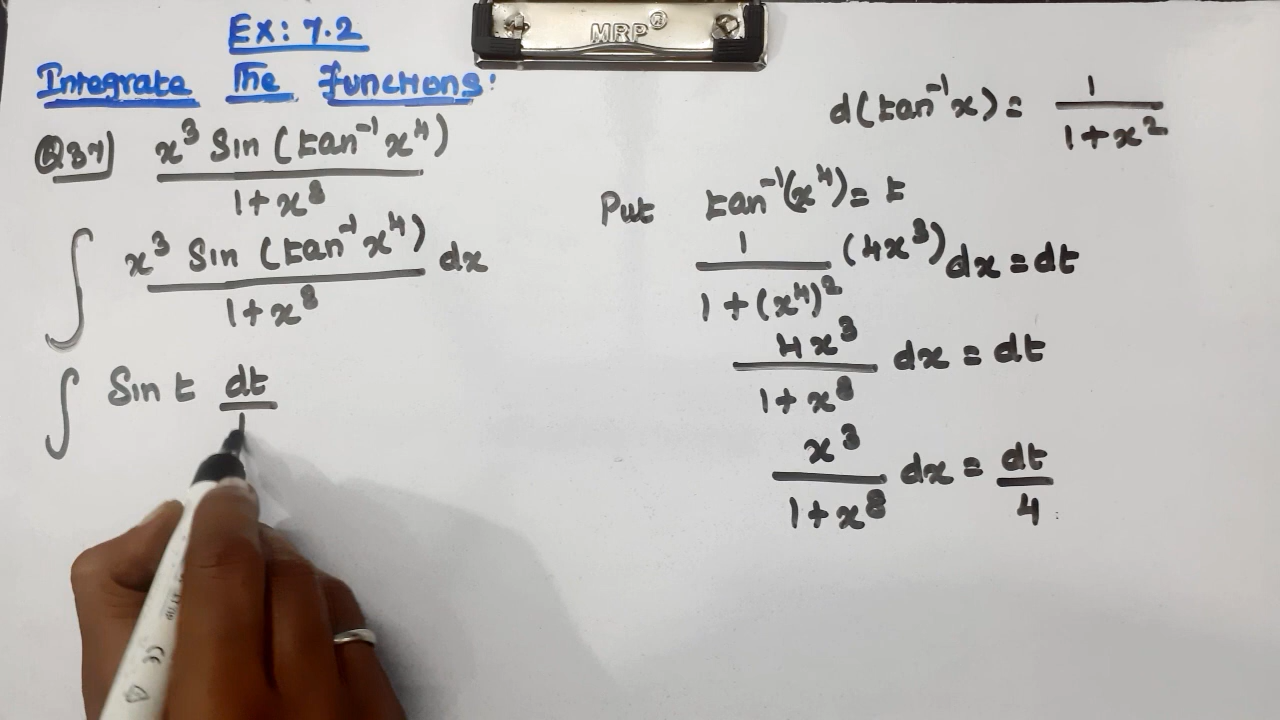 MRP®
Ex: 7.2
Integrate The functions:
Q37) x³ Sin (tan⁻¹ x⁴)
1 + x⁸
∫ x³ Sin (tan⁻¹ x⁴) dx
1 + x⁸
∫ Sin t dt
d(tan⁻¹ x) = 1
1 + x²
Put tan⁻¹(x⁴) = t
1 (4x³) dx = dt
1 + (x⁴)²
4x³ dx = dt
1 + x⁸
x³ dx = dt
1 + x⁸ 4